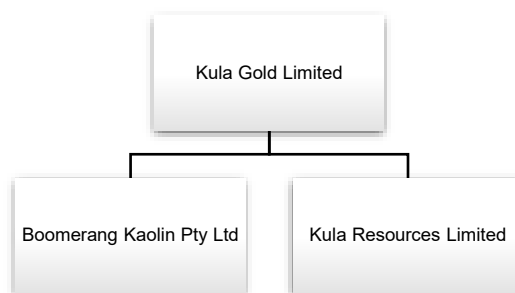 Kula Gold Limited
Boomerang Kaolin Pty Ltd
Kula Resources Limited